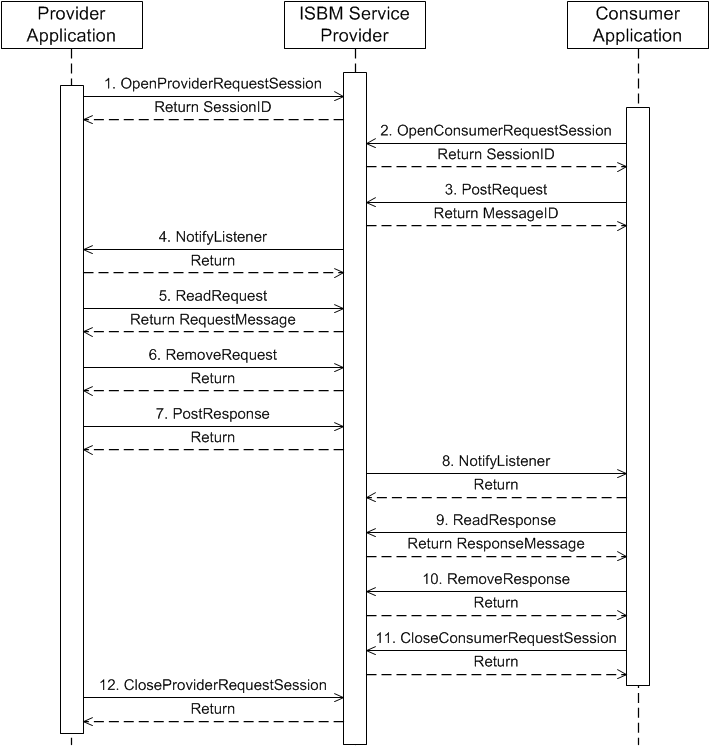 Provider
Application
ISBM Service
Provider
Consumer
Application
1. OpenProviderRequestSession
Return SessionID
2. OpenConsumerRequestSession
Return SessionID
3. PostRequest
Return MessageID
4. NotifyListener
Return
5. ReadRequest
Return RequestMessage
6. RemoveRequest
Return
7. PostResponse
Return
8. NotifyListener
Return
9. ReadResponse
Return ResponseMessage
10. RemoveResponse
Return
11. CloseConsumerRequestSession
Return
12. CloseProviderRequestSession
Return